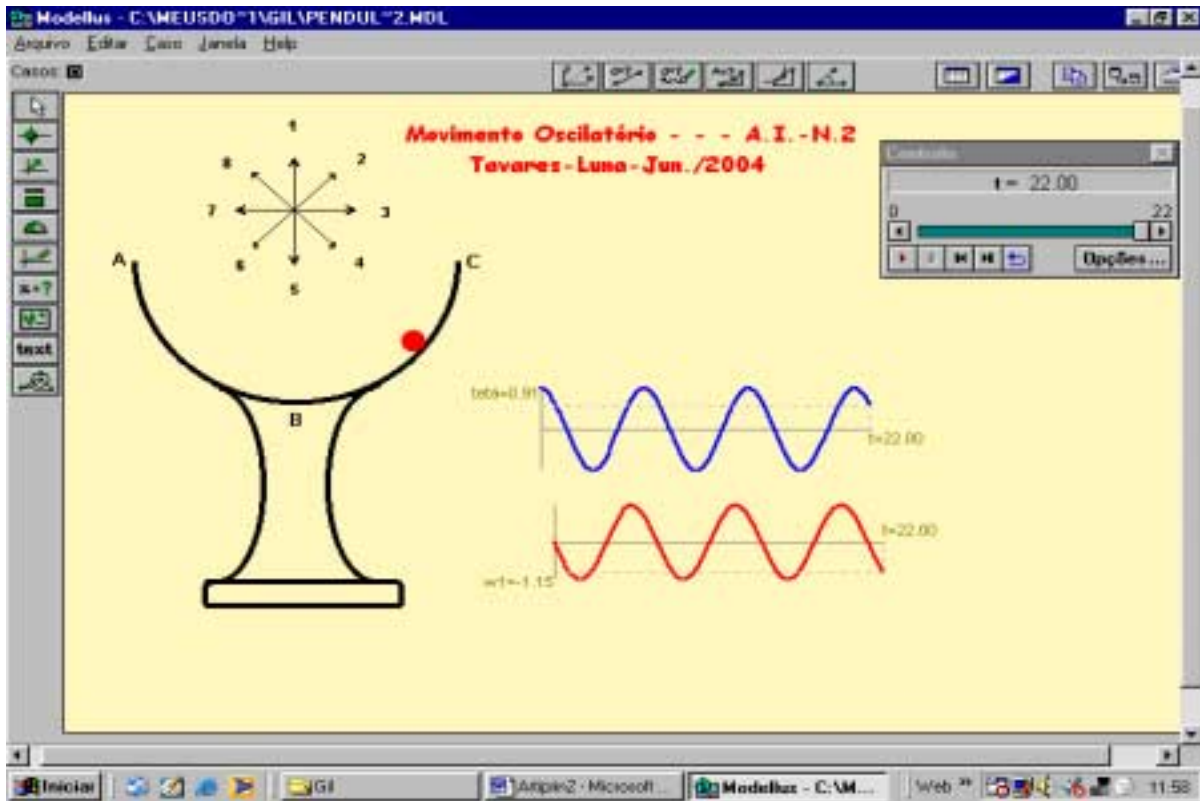 Modellus - C:\MEUSDO~1\GIL\PENDUL~2.MDL
Arquivo Editar Caso Janela Help
Casos:
Movimento Oscilatório - - - A.I.-N.2
Tavares-Luna-Jun./2004
t = 22.00
0 22
Opções ...
text
1
8 2
7 3
6 4
5
A C
B
teta=0.91
t=22.00
t=22.00
w1=-1.15
Iniciar
Gil
Microsoft ...
Modellus - C:\M...
Web »
11:58